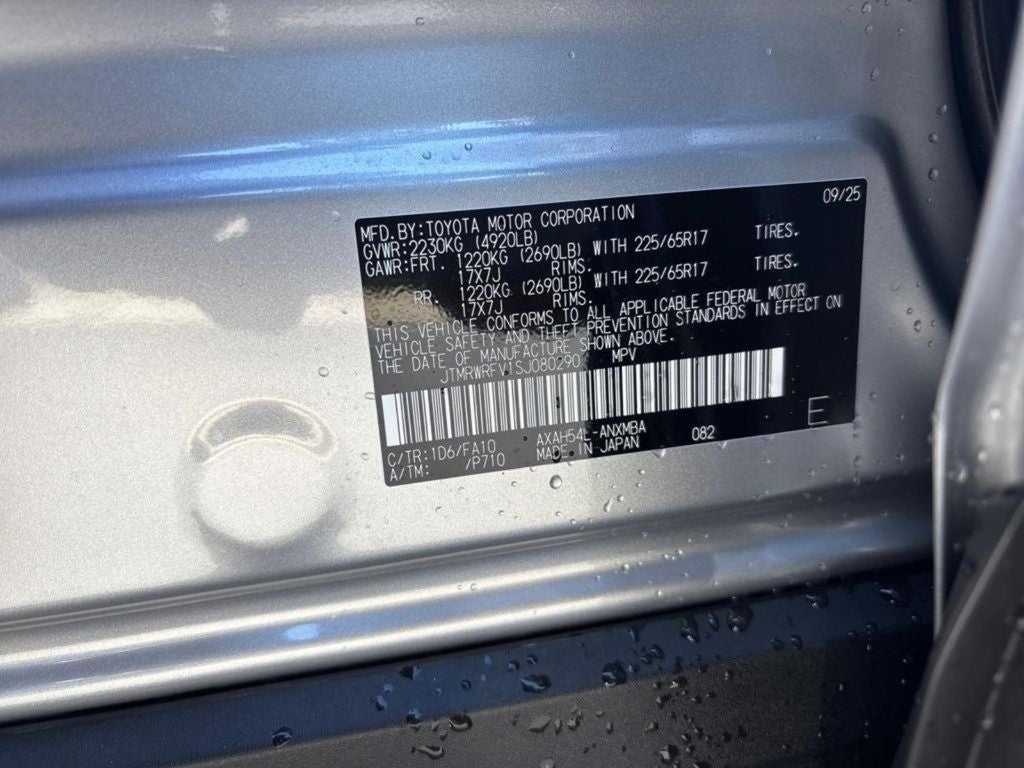 09/25
MFD.BY:TOYOTA MOTOR CORPORATION
GVWR:2230KG (4920LB)
GAWR:FRT. 1220KG (2690LB) WITH 225/65R17 TIRES.
17X7J RIMS.
RR. 1220KG (2690LB) WITH 225/65R17 TIRES.
17X7J RIMS.
THIS VEHICLE CONFORMS TO ALL APPLICABLE FEDERAL MOTOR
VEHICLE SAFETY AND THEFT PREVENTION STANDARDS IN EFFECT ON
THE DATE OF MANUFACTURE SHOWN ABOVE.
JTMRWRFV1SJ080290 MPV
C/TR:1D6/FA10 AXAH54L-ANXMBA 082 E
A/TM: /P710 MADE IN JAPAN